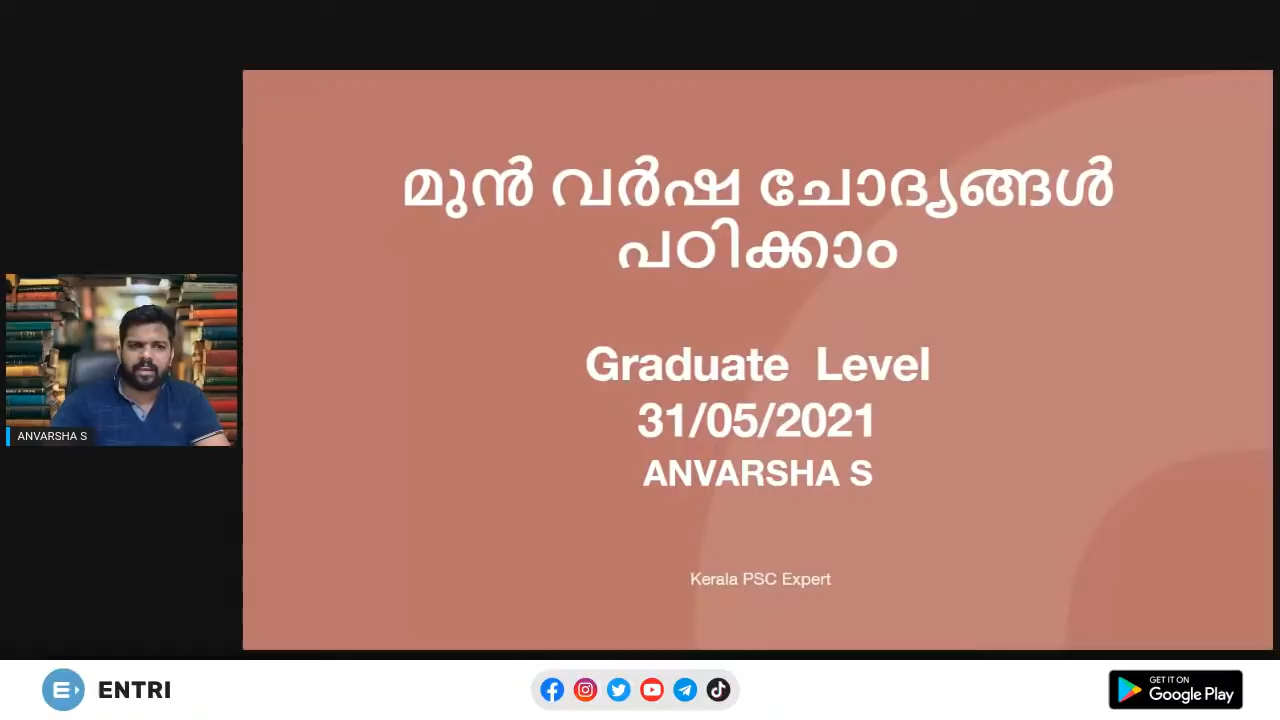 മുൻ വർഷ ചോദ്യങ്ങൾ
പഠിക്കാം
Graduate Level
31/05/2021
ANVARSHA S
Kerala PSC Expert
ANVARSHA S
ENTRI
GET IT ON
Google Play